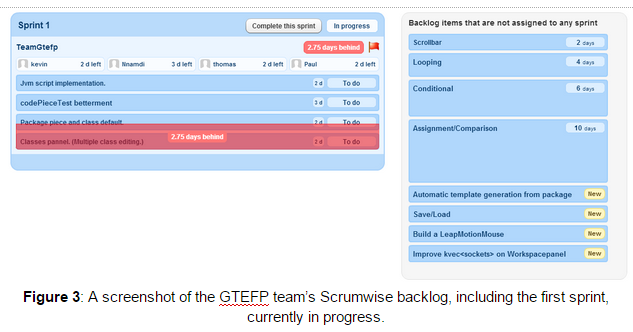 Sprint 1
Complete this sprint
In progress
TeamGtefp
2.75 days behind
kevin 2 d left
Nnamdi 3 d left
thomas 2 d left
Paul 2 d left
Jvm script implementation. 2 d To do
codePieceTest betterment 3 d To do
Package piece and class default. 2 d To do
2.75 days behind
Classes pannel. (Multiple class editing.) 2 d To do
Backlog items that are not assigned to any sprint
Scrollbar 2 days
Looping 4 days
Conditional 6 days
Assignment/Comparison 10 days
Automatic template generation from package New
Save/Load New
Build a LeapMotionMouse New
Improve kvec<sockets> on Workspacepanel New
Figure 3: A screenshot of the GTEFP team’s Scrumwise backlog, including the first sprint,
currently in progress.